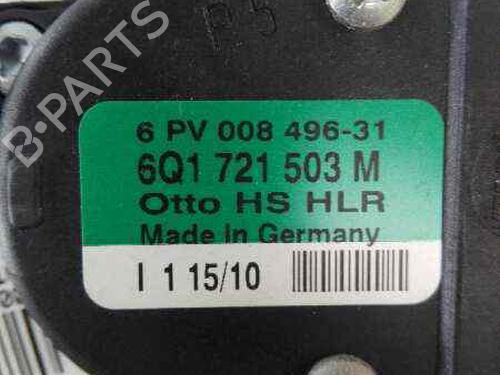 P5
B-PARTS
6 PV 008 496-31
6Q1 721 503 M
Otto HS HLR
Made in Germany
I 1 15/10